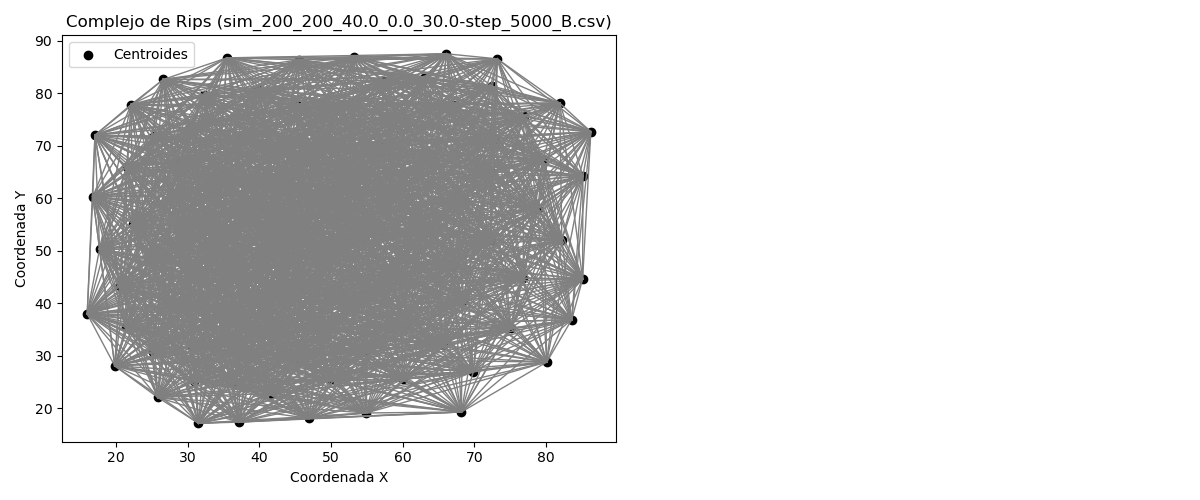 Complejo de Rips (sim_200_200_40.0_0.0_30.0-step_5000_B.csv)
Centroides
90
80
70
60
50
40
30
20
Coordenada Y
20 30 40 50 60 70 80
Coordenada X